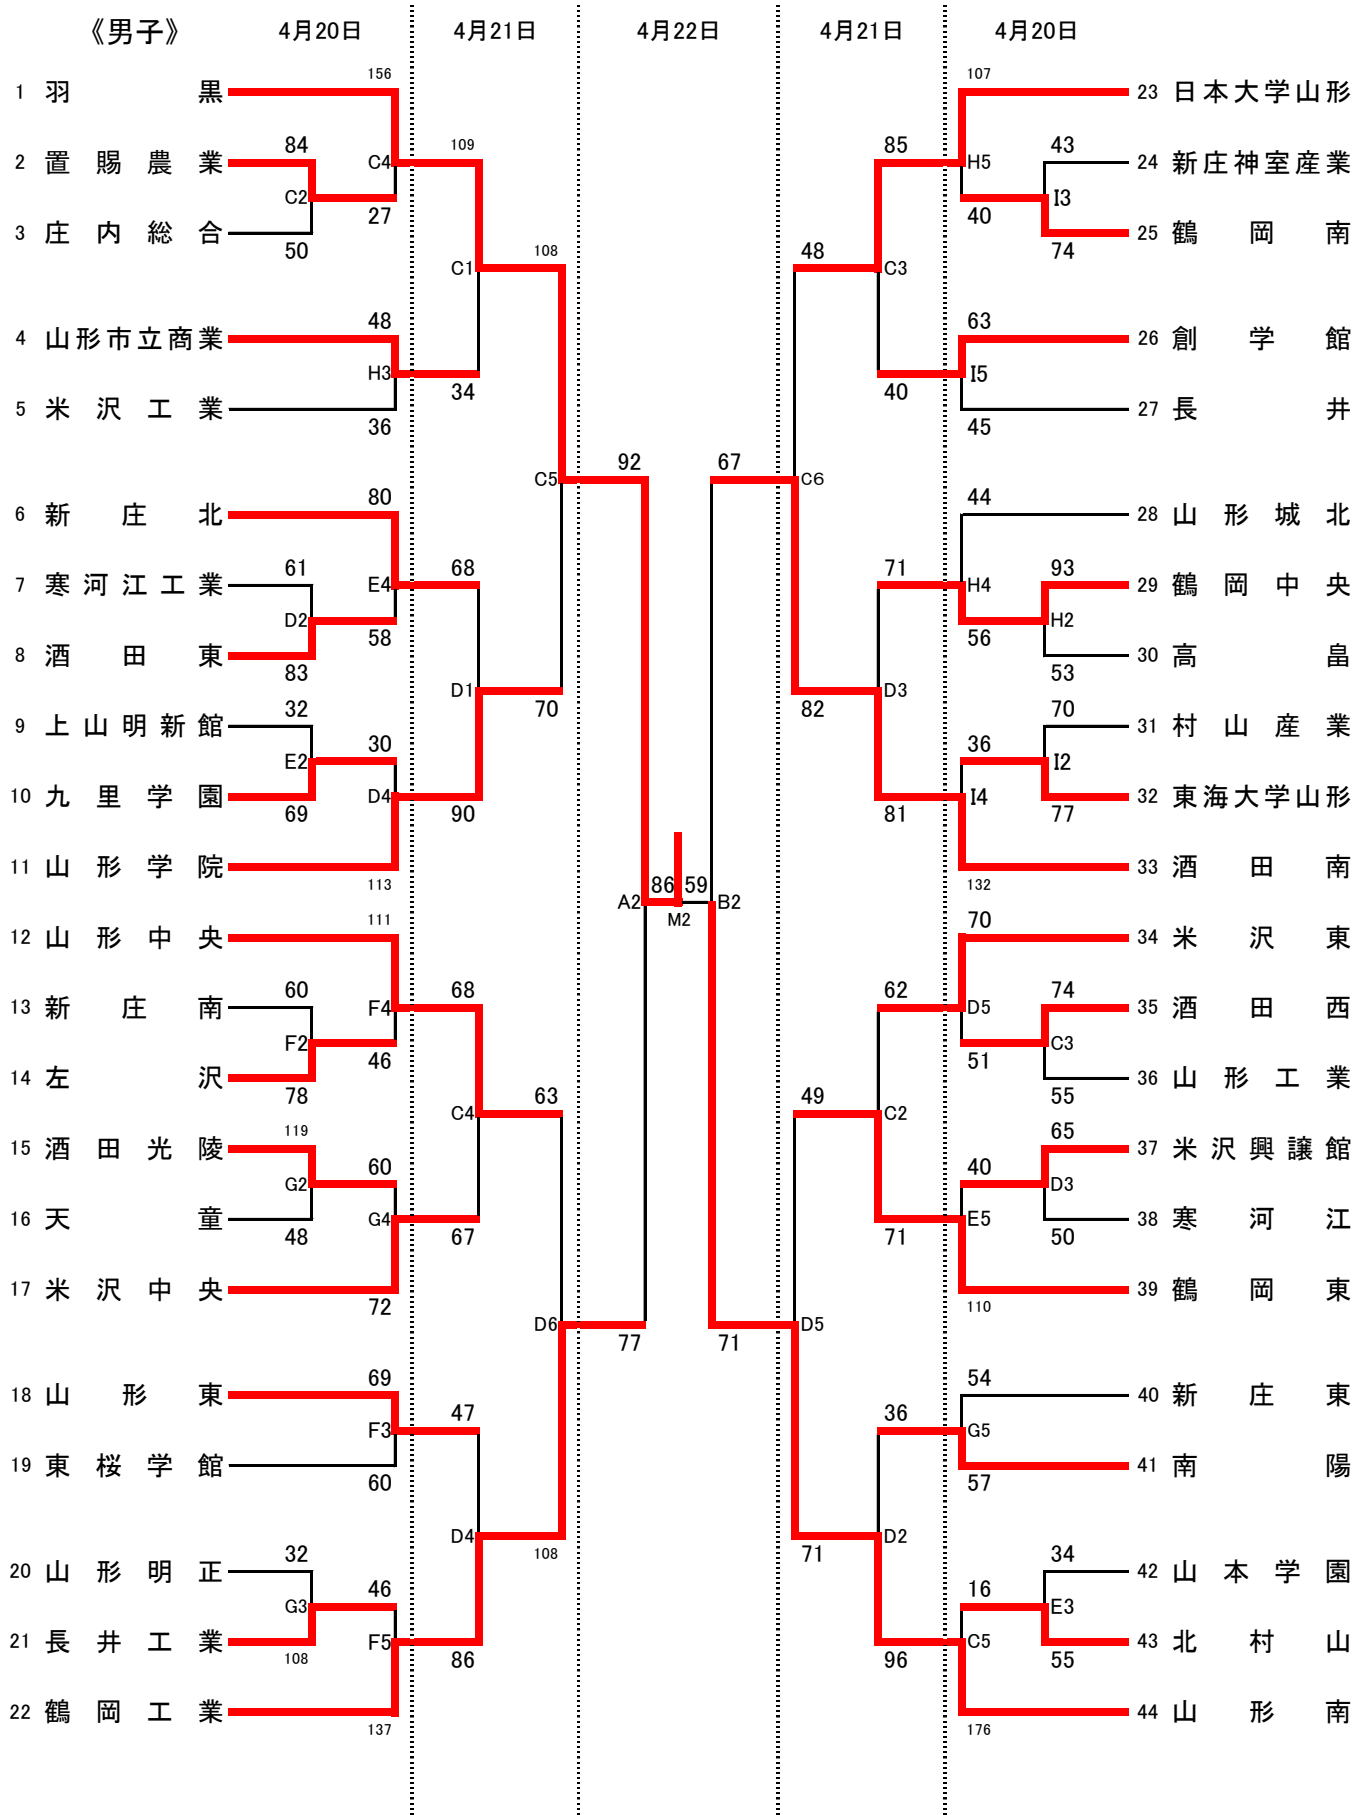 《男子》 4月20日 4月21日 4月22日 4月21日 4月20日
156 107
1 羽黒 23 日本大学山形
84 109 85 43
2 置賜農業 C4 H5 24 新庄神室産業
C2 27 40 I3
3 庄内総合 25 鶴岡南
50 108 48 74
C1 C3
48 63
4 山形市立商業 26 創学館
H3 I5
34 40
5 米沢工業 27 長井
36 45
92 67
C5 C6
80 44
6 新庄北 28 山形城北
61 68 71 93
7 寒河江工業 E4 H4 29 鶴岡中央
D2 58 56 H2
8 酒田東 30 高畠
83 53
D1 D3
32 70 82 70
9 上山明新館 31 村山産業
30 36
E2 I2
10 九里学園 D4 I4 32 東海大学山形
69 90 81 77
11 山形学院 33 酒田南
113 86 59 132
A2 B2
111 M2 70
12 山形中央 34 米沢東
60 68 62 74
13 新庄南 F4 D5 35 酒田西
F2 46 51 C3
14 左沢 36 山形工業
78 63 49 55
C4 C2
119 65
15 酒田光陵 37 米沢興譲館
60 40
G2 D3
16 天童 G4 E5 38 寒河江
48 67 71 50
17 米沢中央 39 鶴岡東
72 110
D6 D5
77 71
69 54
18 山形東 40 新庄東
47 36
F3 G5
19 東桜学館 41 南陽
60 57
D4 D2
32 108 71 34
20 山形明正 42 山本学園
46 16
G3 E3
21 長井工業 F5 C5 43 北村山
108 86 96 55
22 鶴岡工業 44 山形南
137 176